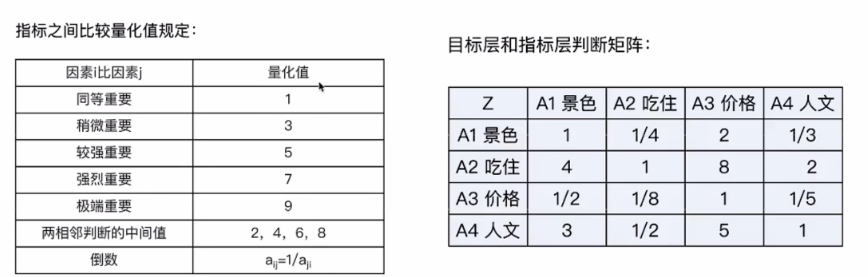 指标之间比较量化值规定：
因素i比因素j 量化值
同等重要 1
稍微重要 3
较强重要 5
强烈重要 7
极端重要 9
两相邻判断的中间值 2，4，6，8
倒数 aij=1/aji
目标层和指标层判断矩阵：
Z A1 景色 A2 吃住 A3 价格 A4 人文
A1 景色 1 1/4 2 1/3
A2 吃住 4 1 8 2
A3 价格 1/2 1/8 1 1/5
A4 人文 3 1/2 5 1